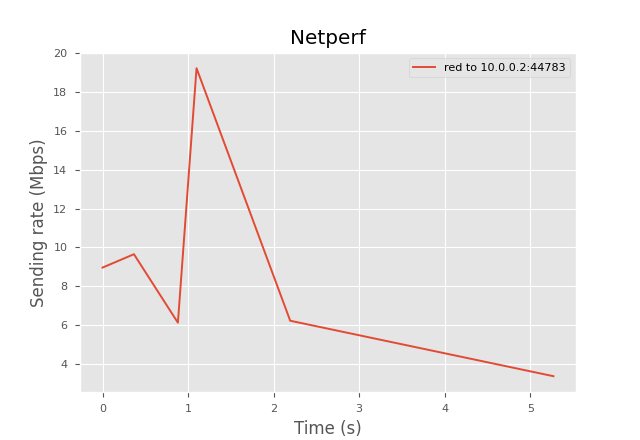 Netperf
red to 10.0.0.2:44783
Sending rate (Mbps)
20
18
16
14
12
10
8
6
4
0 1 2 3 4 5
Time (s)